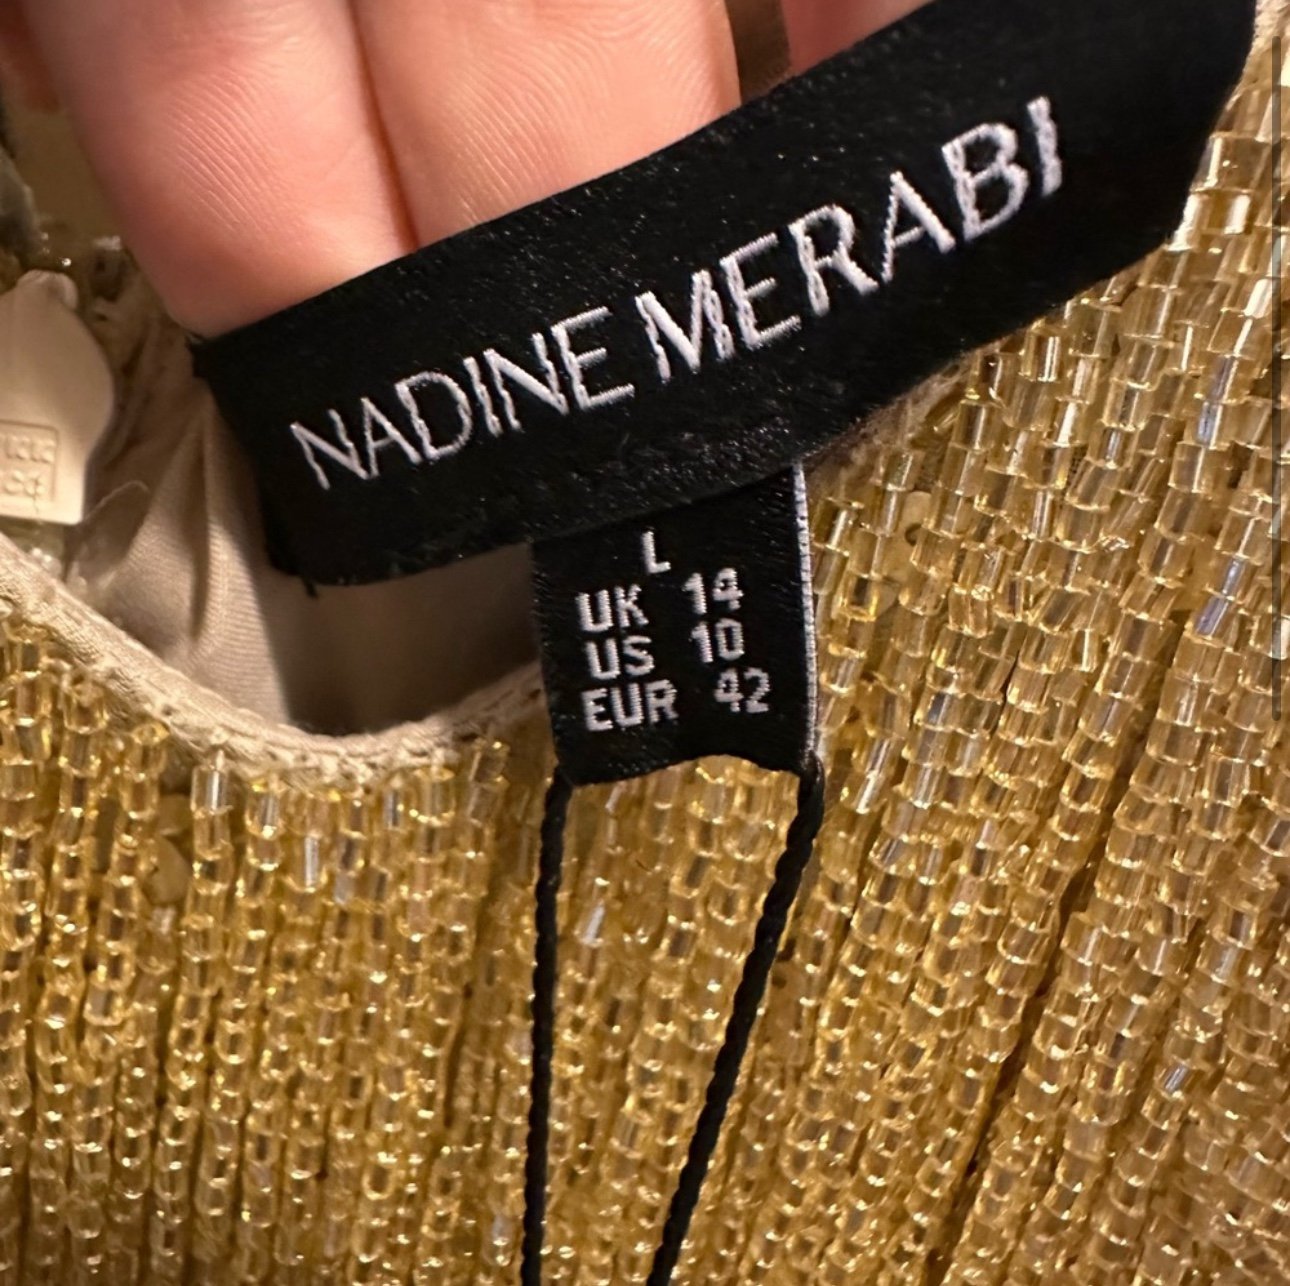 NADINE MERABI
L
UK 14
US 10
EUR 42